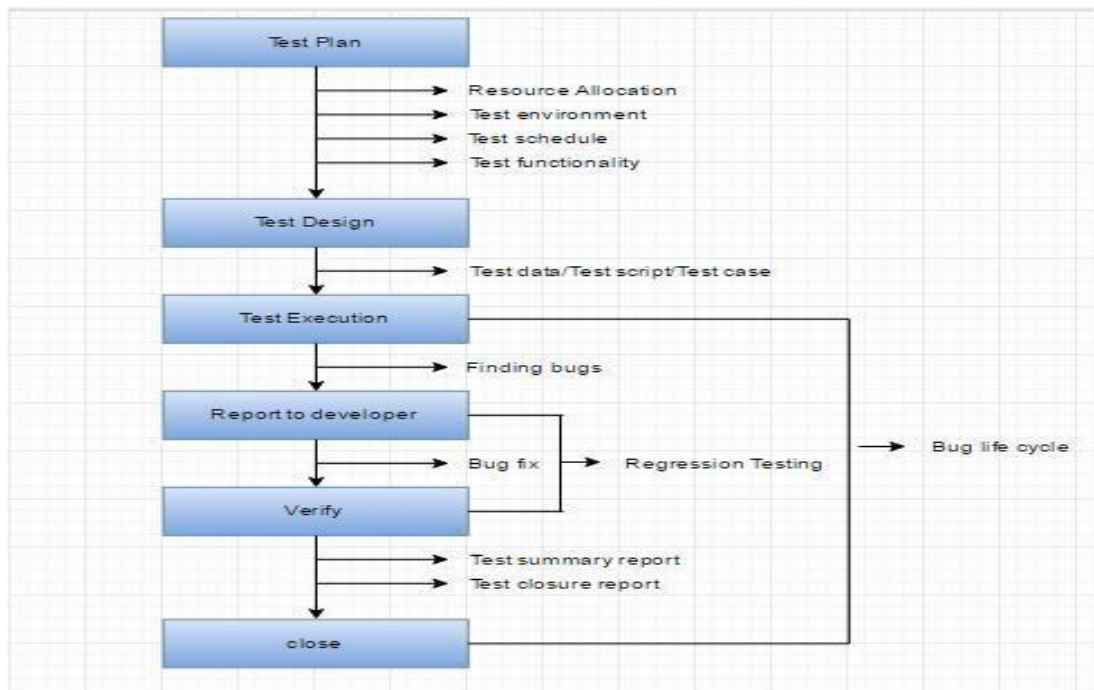 Test Plan
Resource Allocation
Test environment
Test schedule
Test functionality
Test Design
Test data/Test script/Test case
Test Execution
Finding bugs
Report to developer
Bug fix
Regression Testing
Bug life cycle
Verify
Test summary report
Test closure report
close